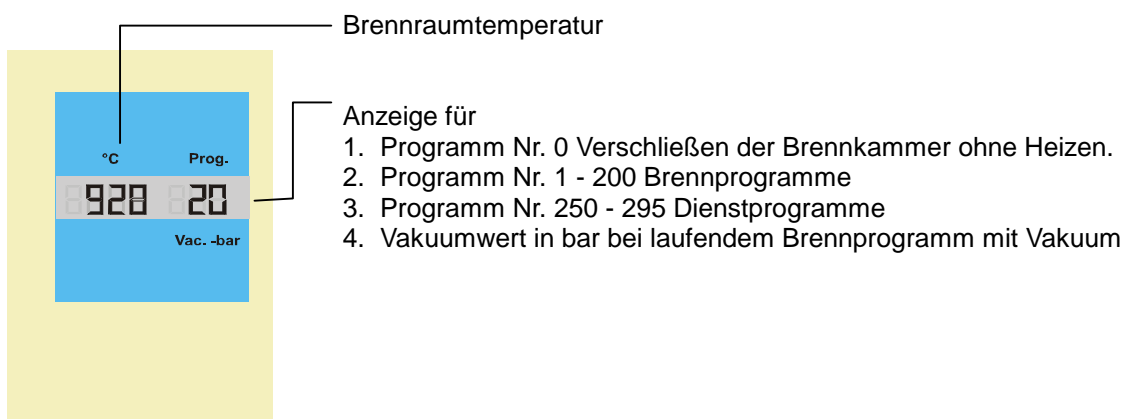 Brennraumtemperatur
Anzeige für
1. Programm Nr. 0 Verschließen der Brennkammer ohne Heizen.
2. Programm Nr. 1 - 200 Brennprogramme
3. Programm Nr. 250 - 295 Dienstprogramme
4. Vakuumwert in bar bei laufendem Brennprogramm mit Vakuum
°C Prog.
928 20
Vac. -bar